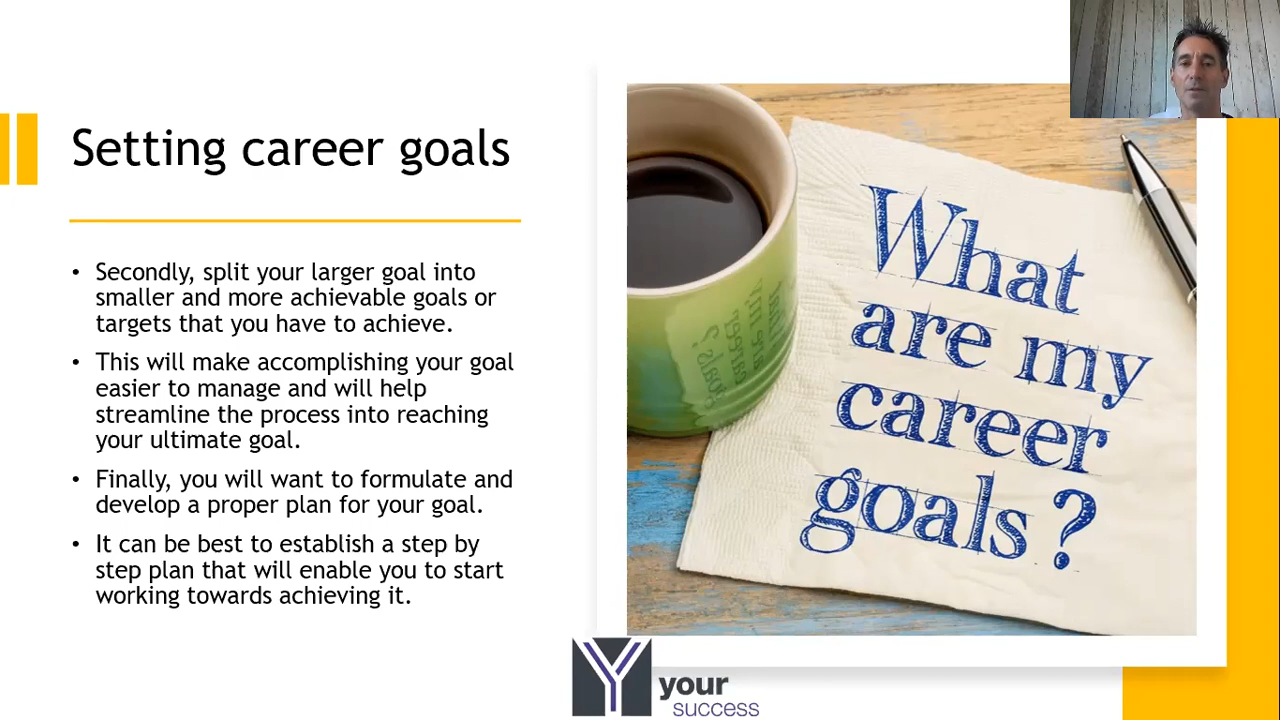 Setting career goals
• Secondly, split your larger goal into
smaller and more achievable goals or
targets that you have to achieve.
• This will make accomplishing your goal
easier to manage and will help
streamline the process into reaching
your ultimate goal.
• Finally, you will want to formulate and
develop a proper plan for your goal.
• It can be best to establish a step by
step plan that will enable you to start
working towards achieving it.
What
are my
career
goals?
Y your
success